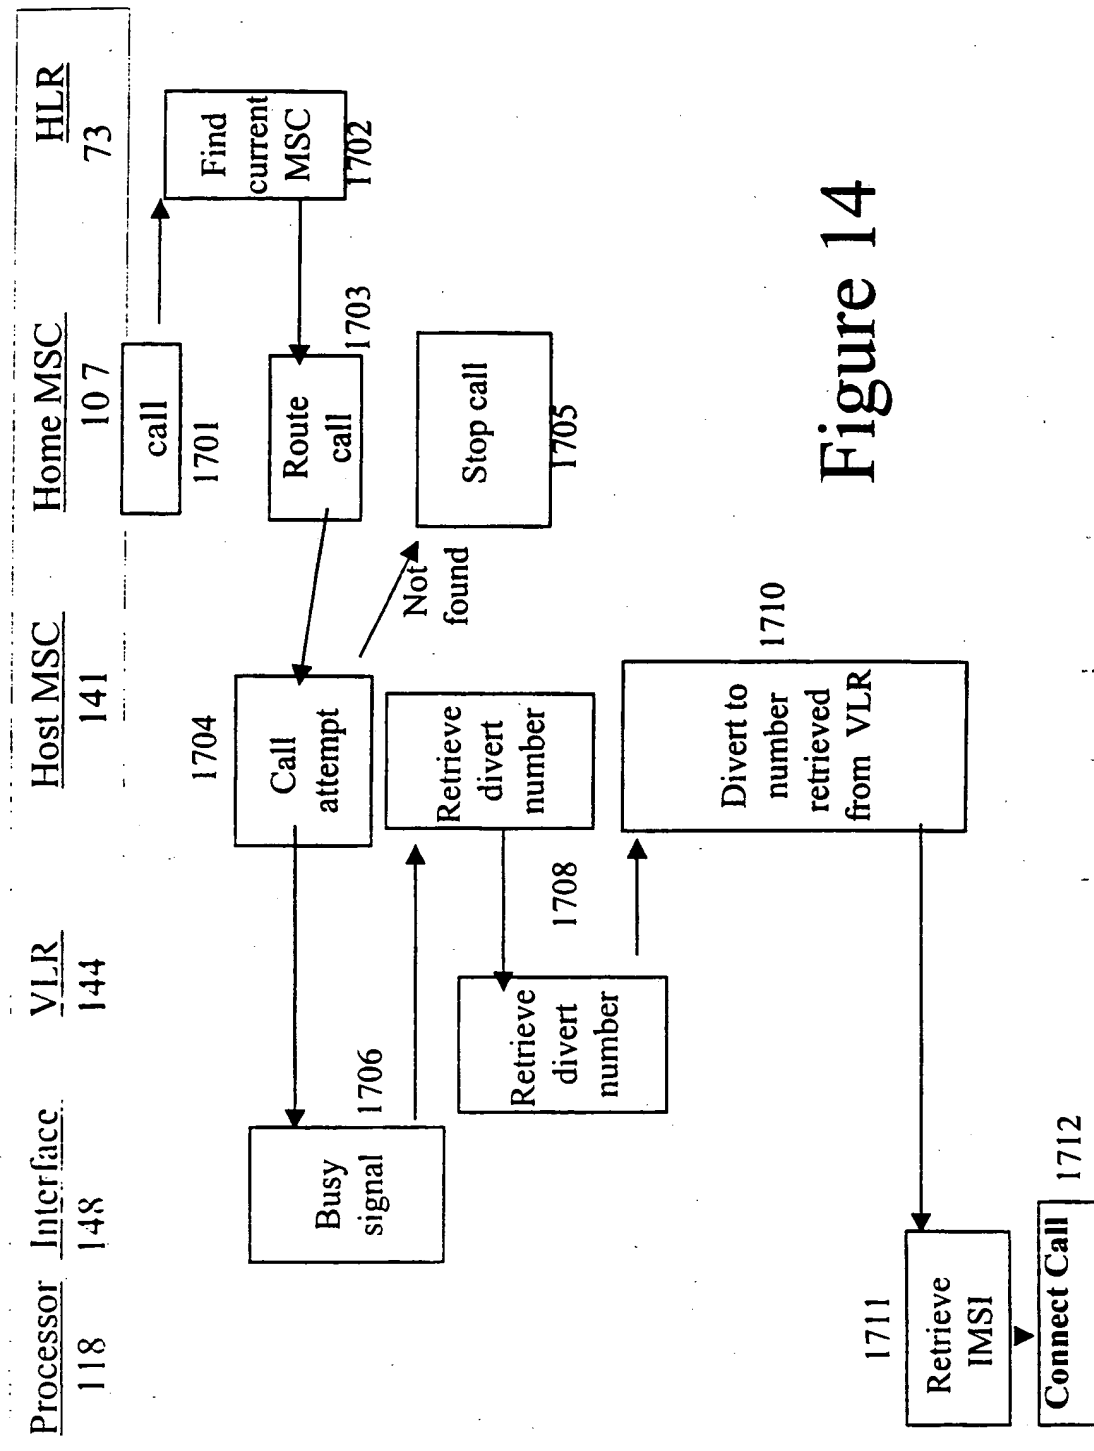 Processor
118
Interface
148
VLR
144
Host MSC
141
Home MSC
107
HLR
73
call
1701
Find
current
MSC
1702
Route
call
1703
1704
Call
attempt
Not
found
Stop call
1705
Busy
signal
1706
Retrieve
divert
number
Retrieve
divert
number
1708
Divert to
number
retrieved
from VLR
1710
1711
Retrieve
IMSI
Connect Call
1712
Figure 14